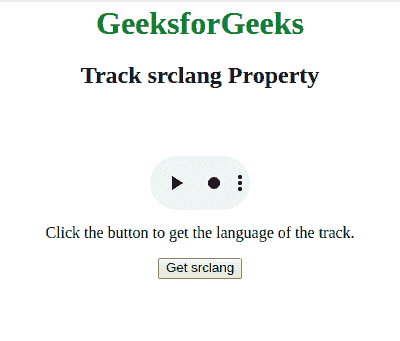 GeeksforGeeks
Track srclang Property
Click the button to get the language of the track.
Get srclang